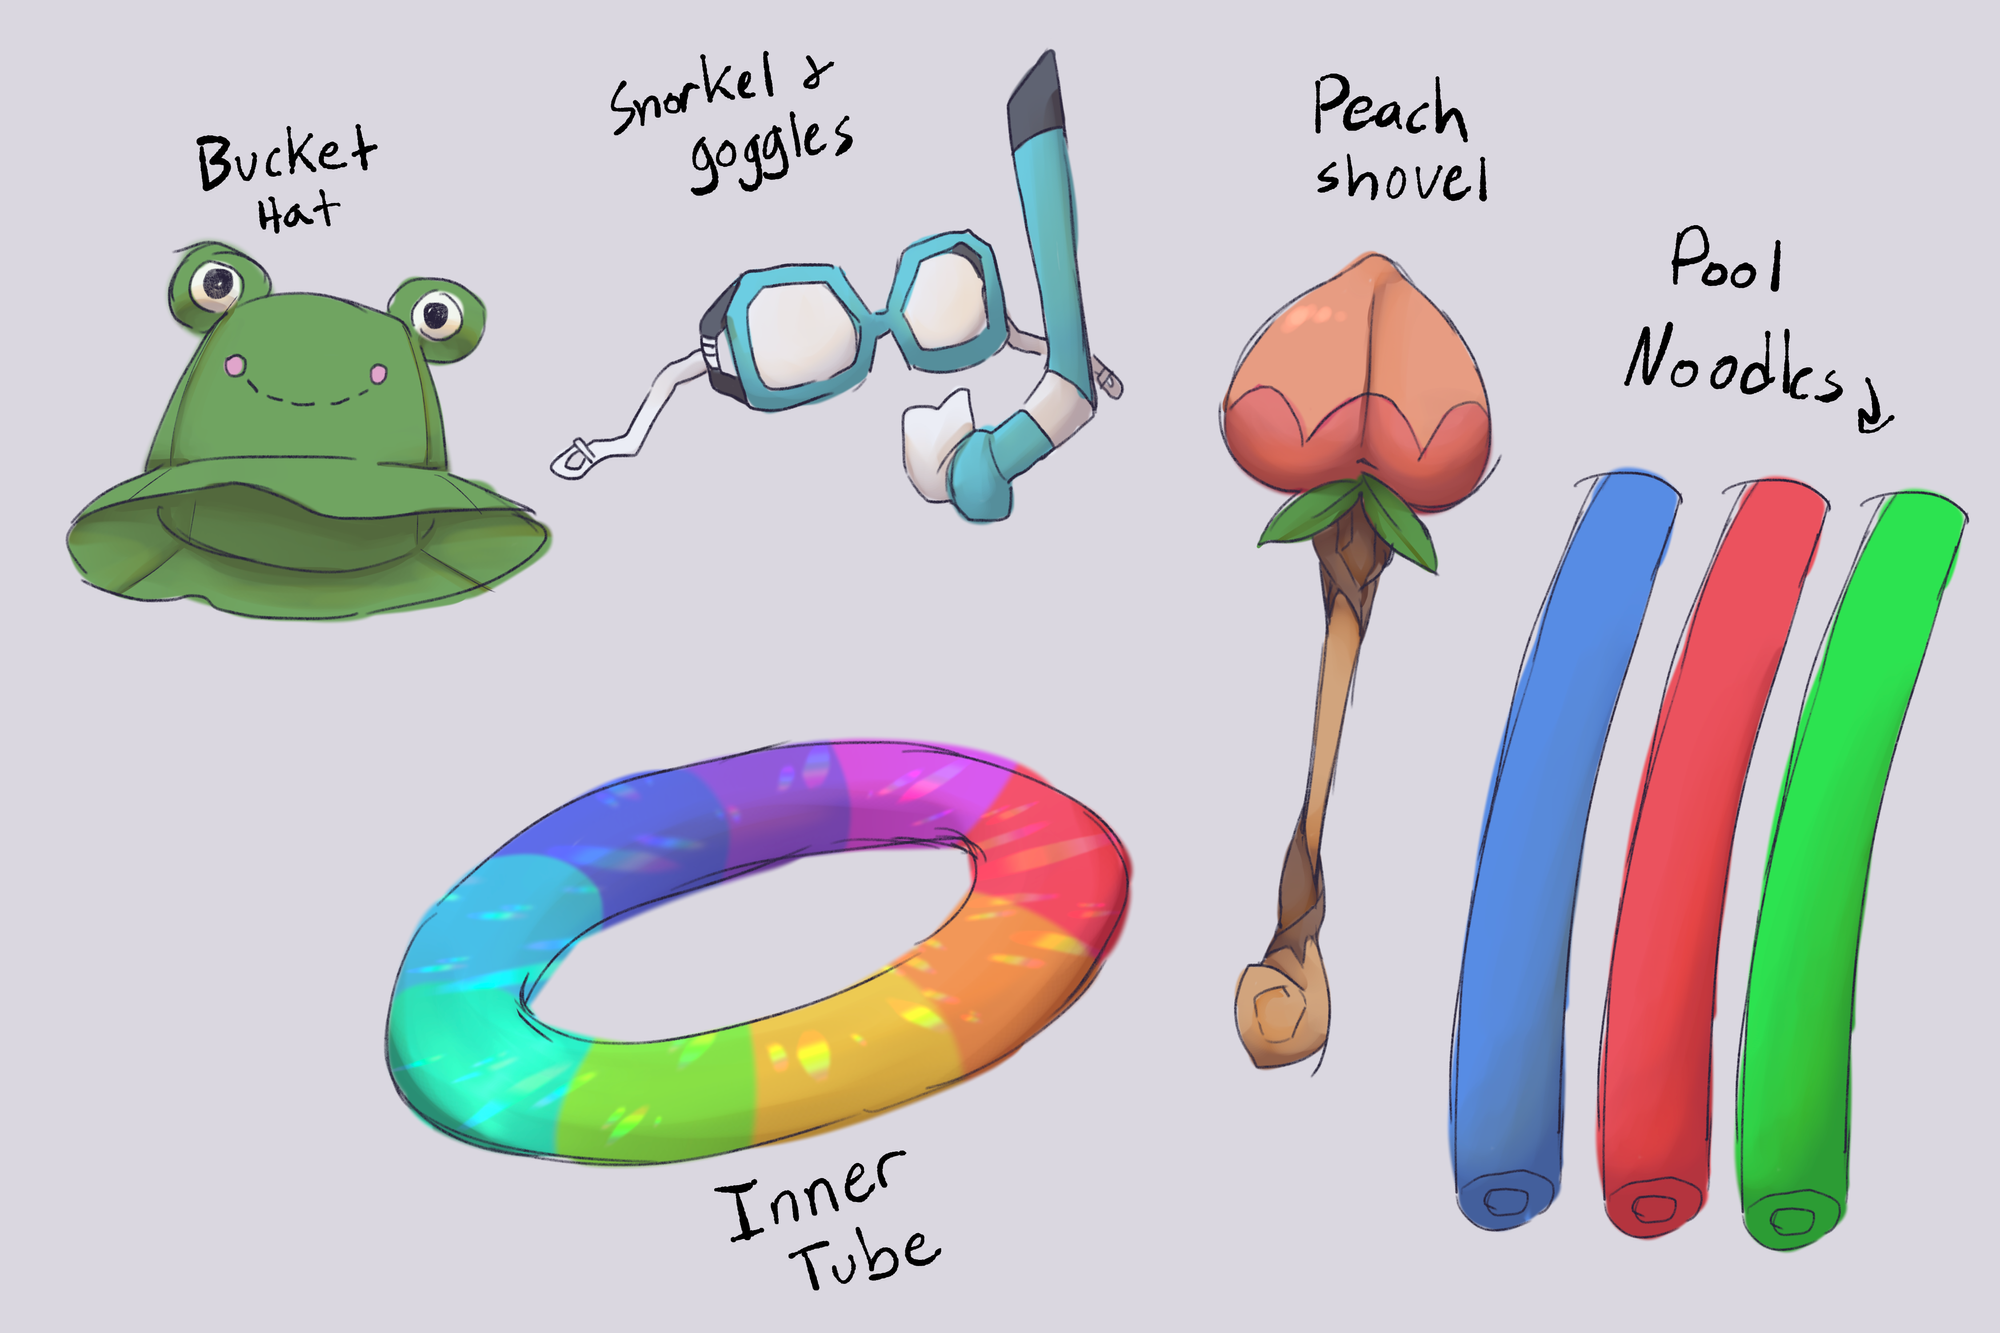 Bucket
Hat
Snorkel &
goggles
Peach
shovel
Pool
Noodles
Inner
Tube